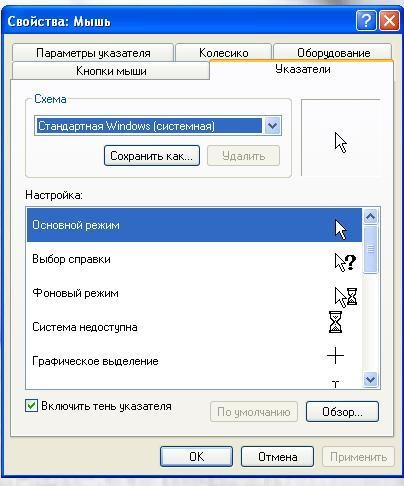 Свойства: Мышь
Параметры указателя Колесико Оборудование
Кнопки мыши Указатели
Схема
Стандартная Windows (системная)
Сохранить как... Удалить
Настройка:
Основной режим
Выбор справки
Фоновый режим
Система недоступна
Графическое выделение
Включить тень указателя
По умолчанию Обзор...
OK Отмена Применить